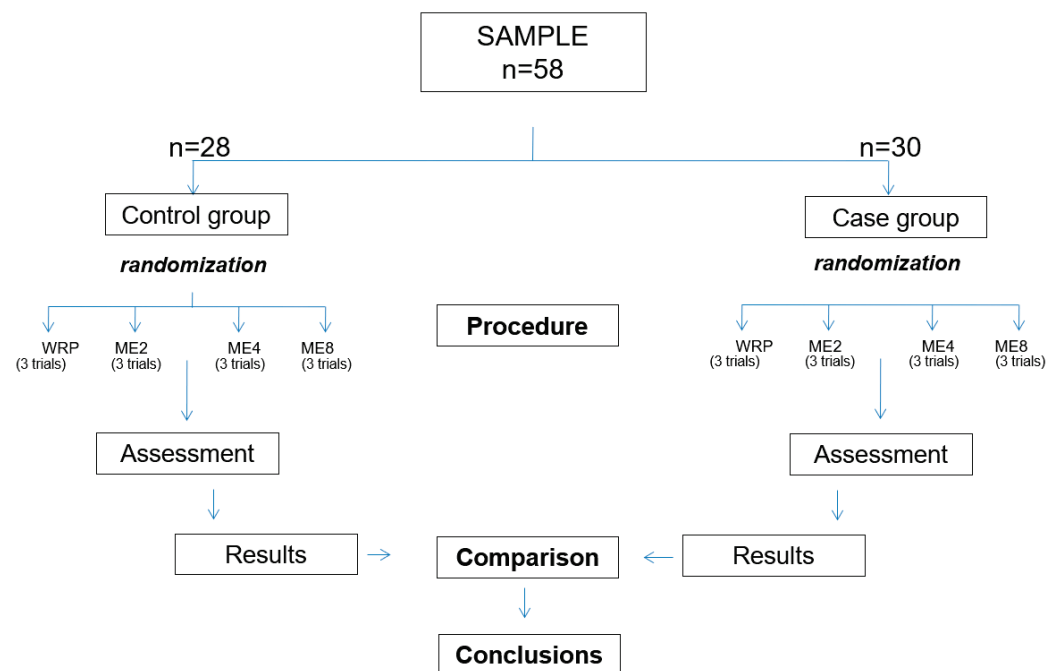 SAMPLE
n=58
n=28
n=30
Control group
Case group
randomization
randomization
Procedure
WRP
(3 trials)
ME2
(3 trials)
ME4
(3 trials)
ME8
(3 trials)
WRP
(3 trials)
ME2
(3 trials)
ME4
(3 trials)
ME8
(3 trials)
Assessment
Assessment
Results
Comparison
Results
Conclusions